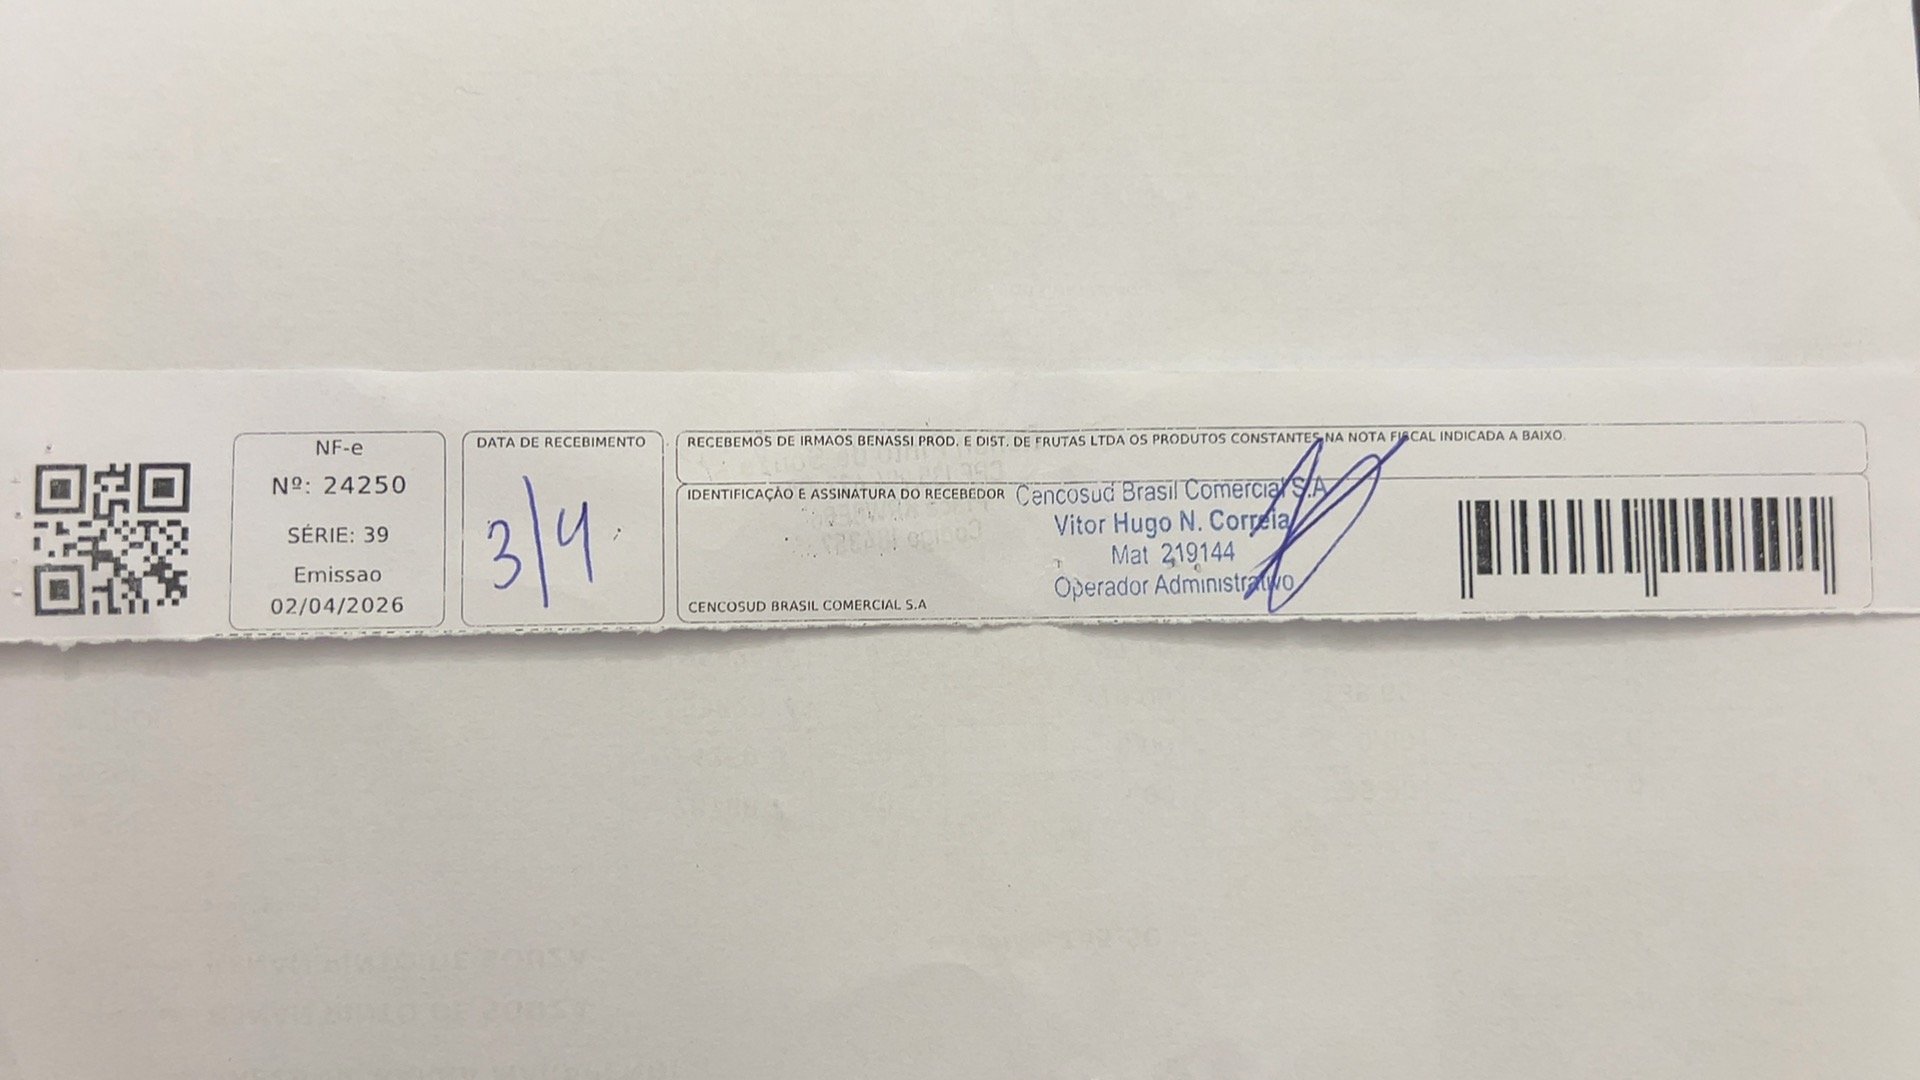 NF-e
Nº: 24250
SÉRIE: 39
Emissao
02/04/2026
DATA DE RECEBIMENTO
3/4
RECEBEMOS DE IRMAOS BENASSI PROD. E DIST. DE FRUTAS LTDA OS PRODUTOS CONSTANTES NA NOTA FISCAL INDICADA A BAIXO.
IDENTIFICAÇÃO E ASSINATURA DO RECEBEDOR
Cencosud Brasil Comercial S.A
Vitor Hugo N. Correia
Mat 219144
Operador Administrativo
CENCOSUD BRASIL COMERCIAL S.A